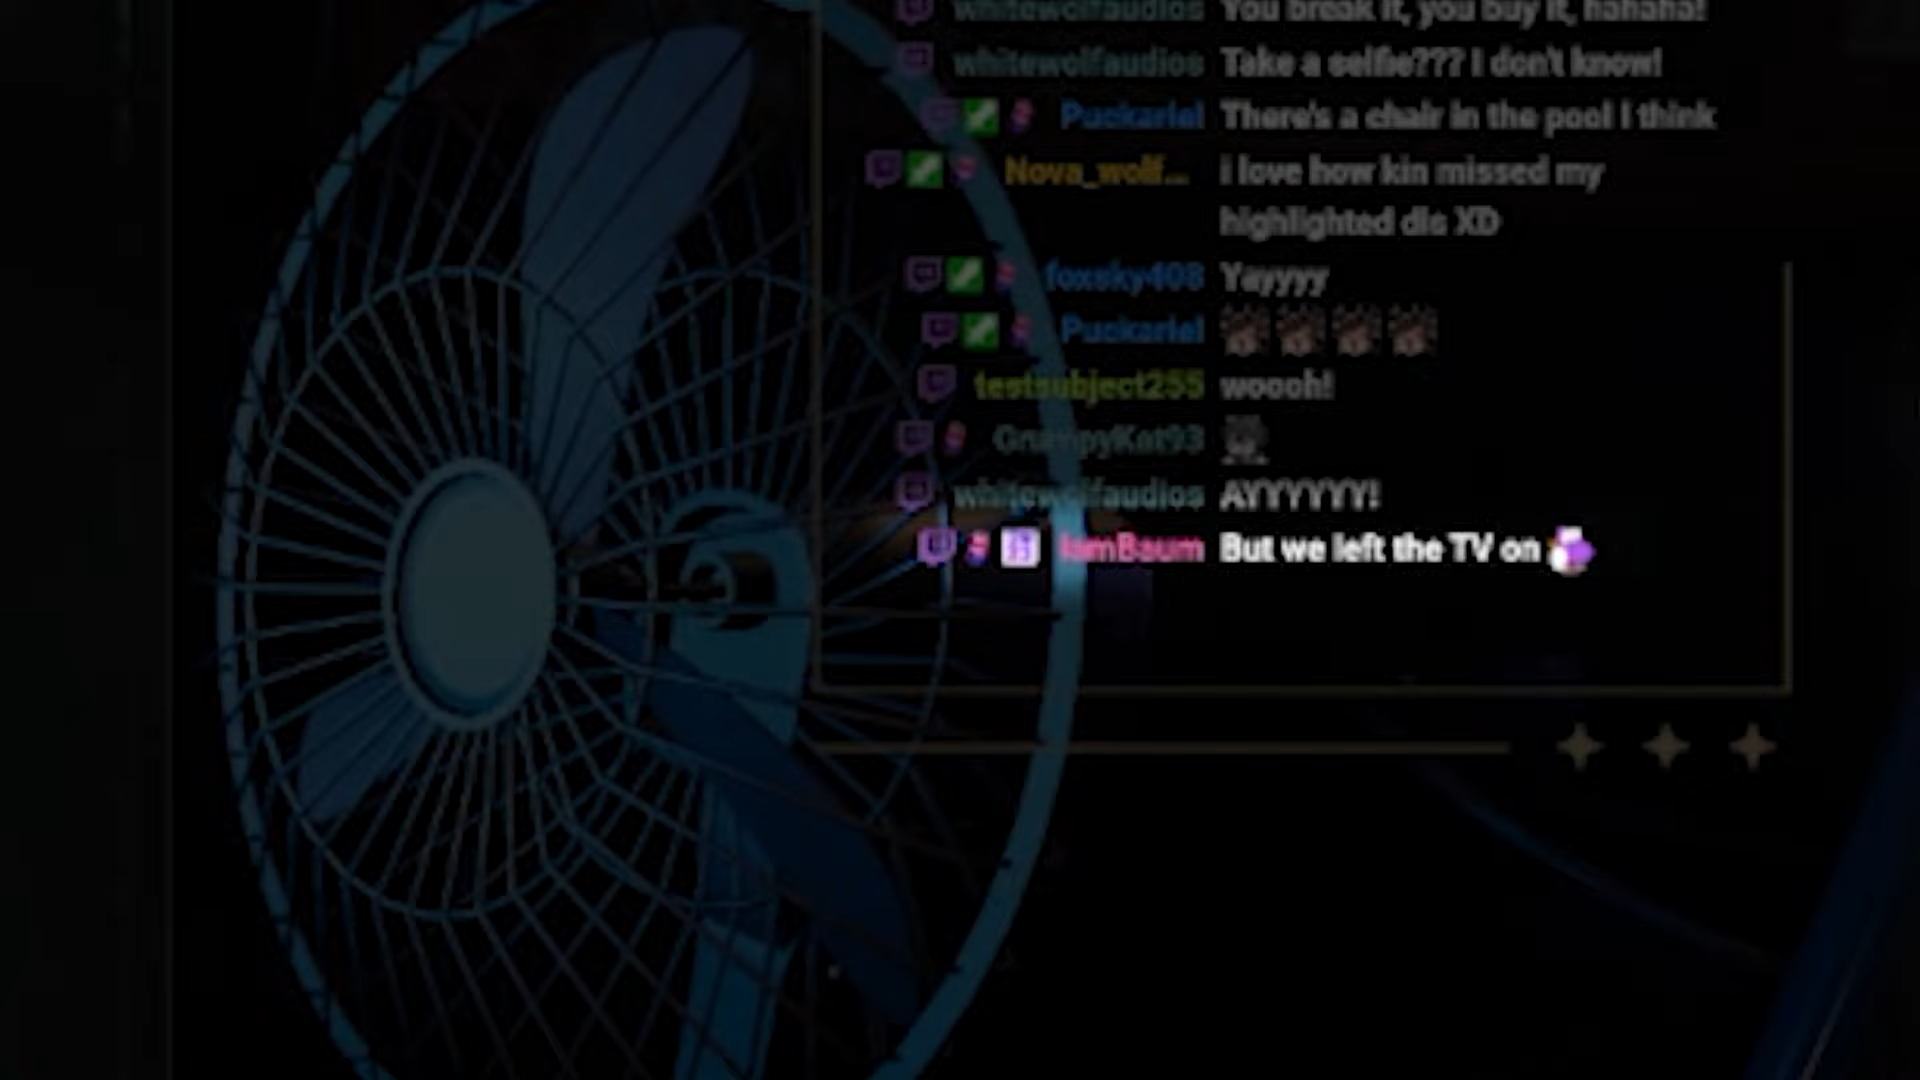 whitewolfaudios You break it, you buy it, hahaha!
whitewolfaudios Take a selfie??? I don't know!
Puckariel There's a chair in the pool I think
Nova_wolf... i love how kin missed my
highlighted dis XD
foxsky408 Yayyyy
Puckariel
testsubject255 woooh!
GrumpyKat93
whitewolfaudios AYYYYYY!
IamBaum But we left the TV on